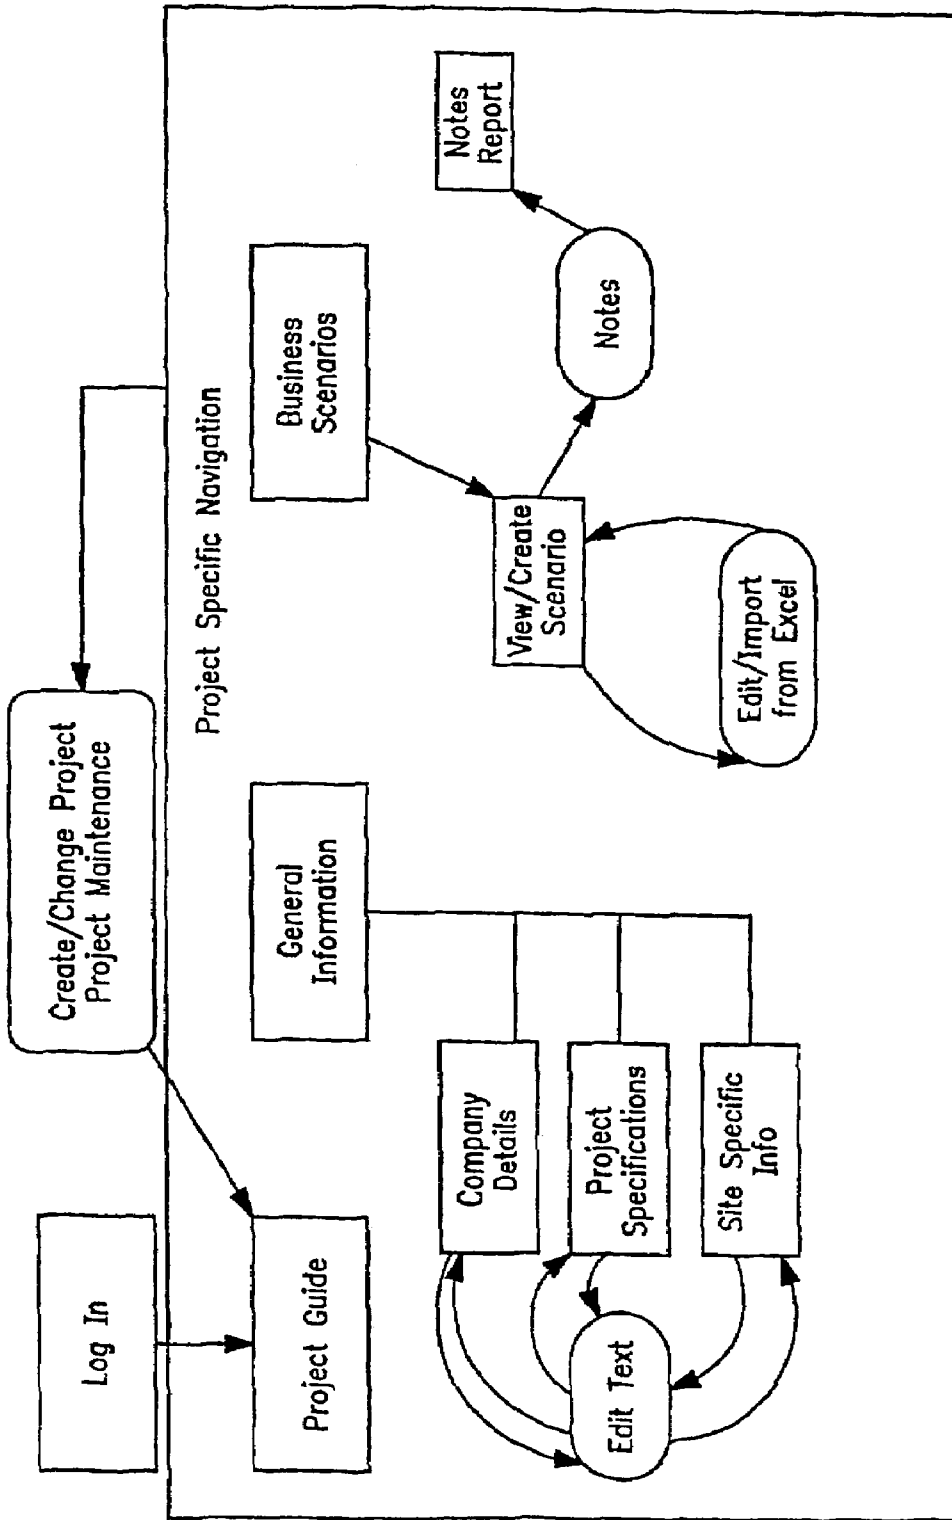 Log In
Create/Change Project
Project Maintenance
Project Specific Navigation
Project Guide
General
Information
Business
Scenarios
Company
Details
Project
Specifications
Site Specific
Info
Edit Text
View/Create
Scenario
Edit/Import
from Excel
Notes
Notes
Report